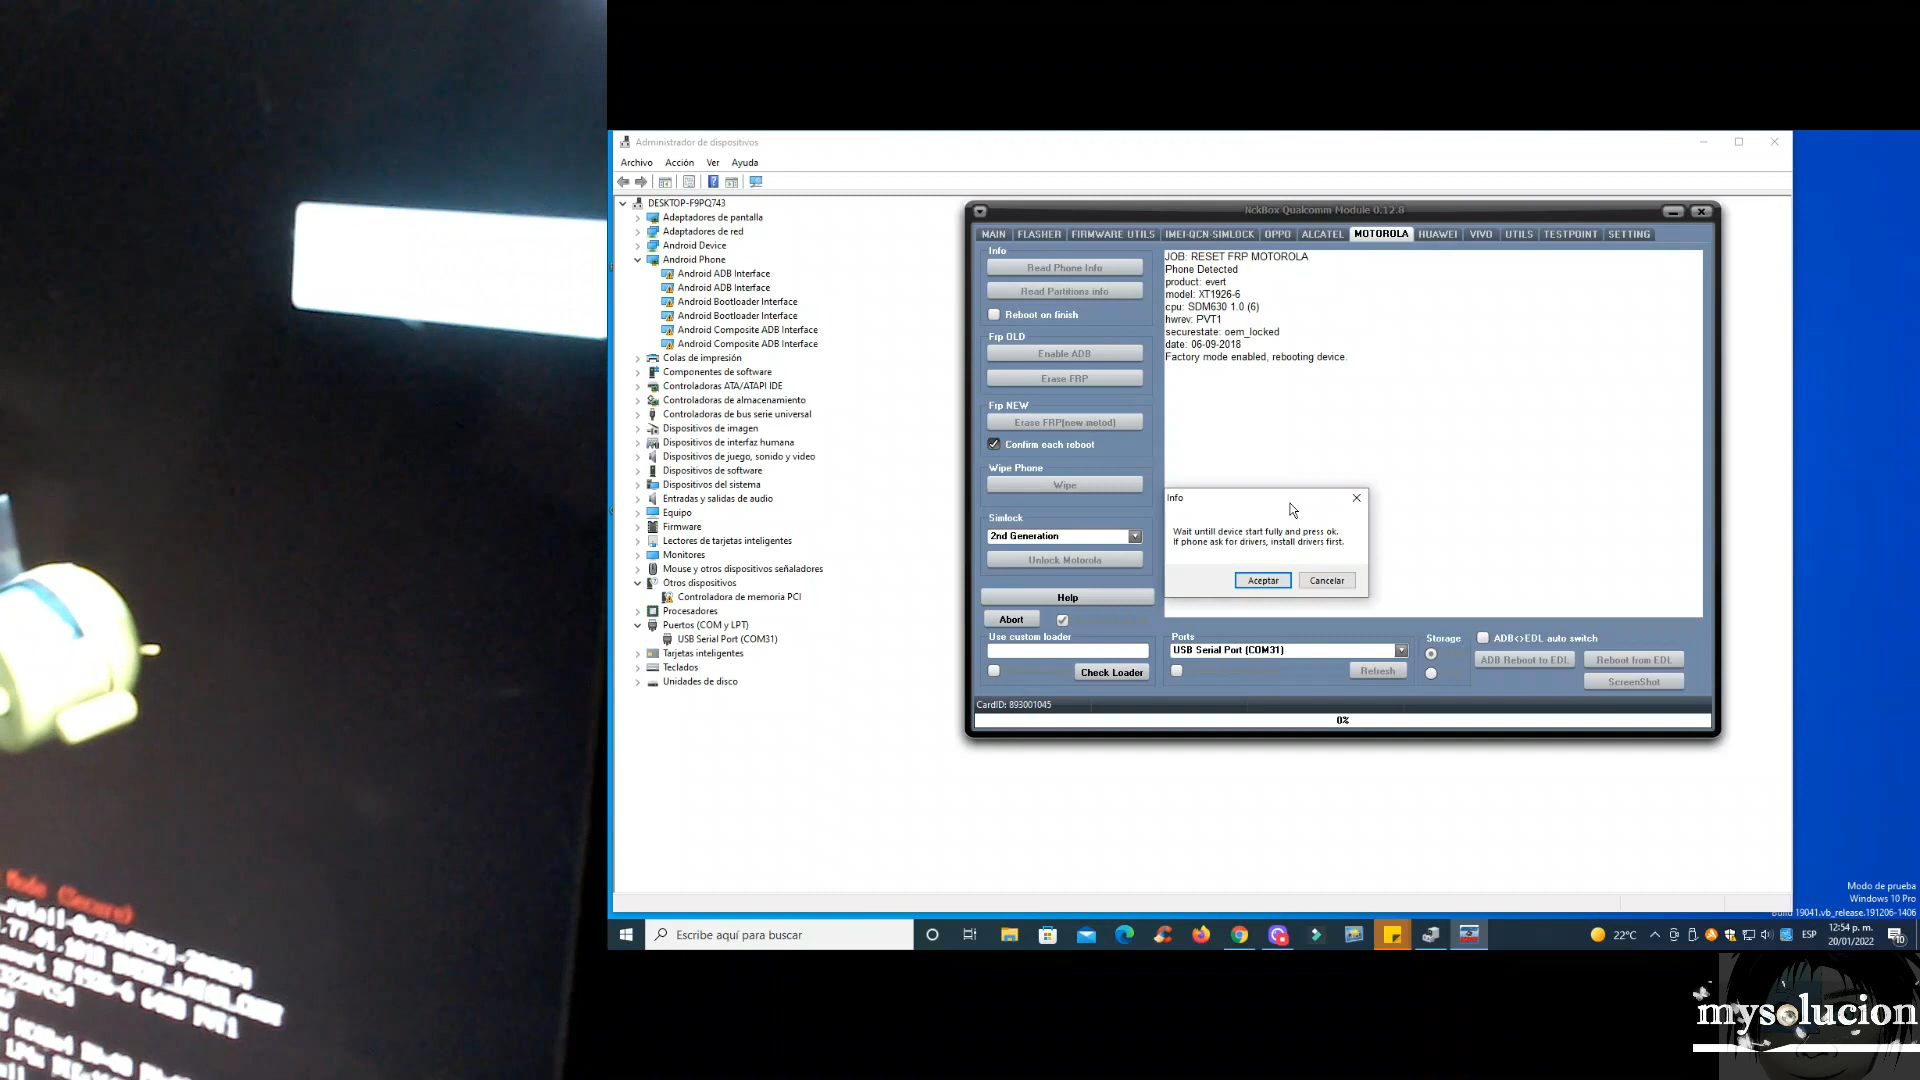 Administrador de dispositivos
Archivo Acción Ver Ayuda
DESKTOP-F9PQ743
Adaptadores de pantalla
Adaptadores de red
Android Device
Android Phone
Android ADB Interface
Android ADB Interface
Android Bootloader Interface
Android Bootloader Interface
Android Composite ADB Interface
Android Composite ADB Interface
Colas de impresión
Componentes de software
Controladoras ATA/ATAPI IDE
Controladoras de almacenamiento
Controladoras de bus serie universal
Dispositivos de imagen
Dispositivos de interfaz humana
Dispositivos de juego, sonido y video
Dispositivos de software
Dispositivos del sistema
Entradas y salidas de audio
Equipo
Firmware
Lectores de tarjetas inteligentes
Monitores
Mouse y otros dispositivos señaladores
Otros dispositivos
Controladora de memoria PCI
Procesadores
Puertos (COM y LPT)
USB Serial Port (COM31)
Tarjetas inteligentes
Teclados
Unidades de disco
NckBox Qualcomm Module 0.12.8
MAIN FLASHER FIRMWARE UTILS IMEI-QCN-SIMLOCK OPPO ALCATEL MOTOROLA HUAWEI VIVO UTILS TESTPOINT SETTING
Info
Read Phone Info
Read Partitions info
Reboot on finish
Frp OLD
Enable ADB
Erase FRP
Frp NEW
Erase FRP(new metod)
Confirm each reboot
Wipe Phone
Wipe
Simlock
2nd Generation
Unlock Motorola
Help
Abort
Use custom loader
Check Loader
JOB: RESET FRP MOTOROLA
Phone Detected
product: evert
model: XT1926-6
cpu: SDM630 1.0 (6)
hwrev: PVT1
securestate: oem_locked
date: 06-09-2018
Factory mode enabled, rebooting device.
Info
Wait untill device start fully and press ok.
If phone ask for drivers, install drivers first.
Aceptar Cancelar
Ports
USB Serial Port (COM31)
Refresh
Storage
ADB<>EDL auto switch
ADB Reboot to EDL
Reboot from EDL
ScreenShot
CardID: 893001045
0%
Modo de prueba
Windows 10 Pro
Build 19041.vb_release.191206-1406
Escribe aquí para buscar
22°C
ESP
12:54 p. m.
20/01/2022
10
mysolucion